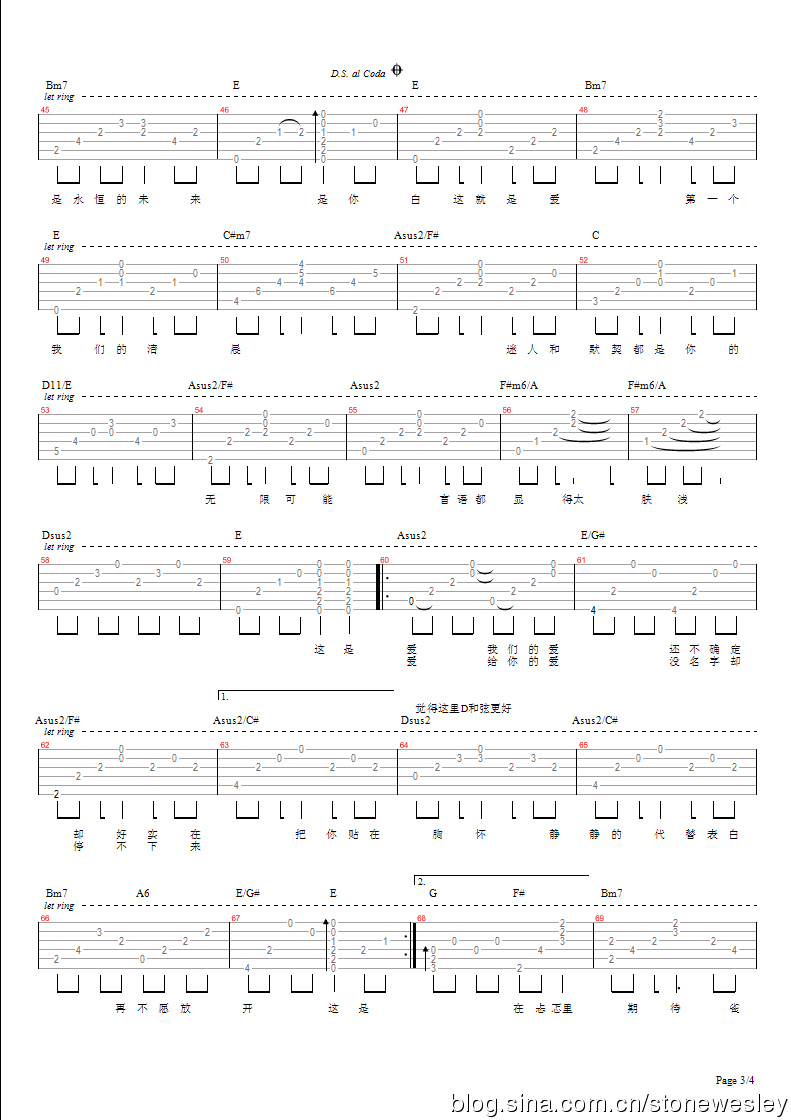 D.S. al Coda
Bm7 E E Bm7
let ring
45 46 47 48
是 永 恒 的 未 来 是 你 白 这 就 是 爱 第 一 个
E C#m7 Asus2/F# C
let ring
49 50 51 52
我 们 的 清 晨 迷 人 和 默 契 都 是 你 的
D11/E Asus2/F# Asus2 F#m6/A F#m6/A
let ring
53 54 55 56 57
无 限 可 能 言 语 都 显 得 太 肤 浅
Dsus2 E Asus2 E/G#
let ring
58 59 60 61
这 是 爱 我 们 的 爱 还 不 确 定
爱 给 你 的 爱 没 名 字 却
1.
觉得这里D和弦更好
Asus2/F# Asus2/C# Dsus2 Asus2/C#
let ring
62 63 64 65
却 好 实 在 把 你 贴 在 胸 怀 静 静 的 代 替 表 白
停 不 下 来
2.
Bm7 A6 E/G# E G F# Bm7
let ring
66 67 68 69
再 不 愿 放 开 这 是 在 忐 忑 里 期 待
Page 3/4
blog.sina.com.cn/stonewesley